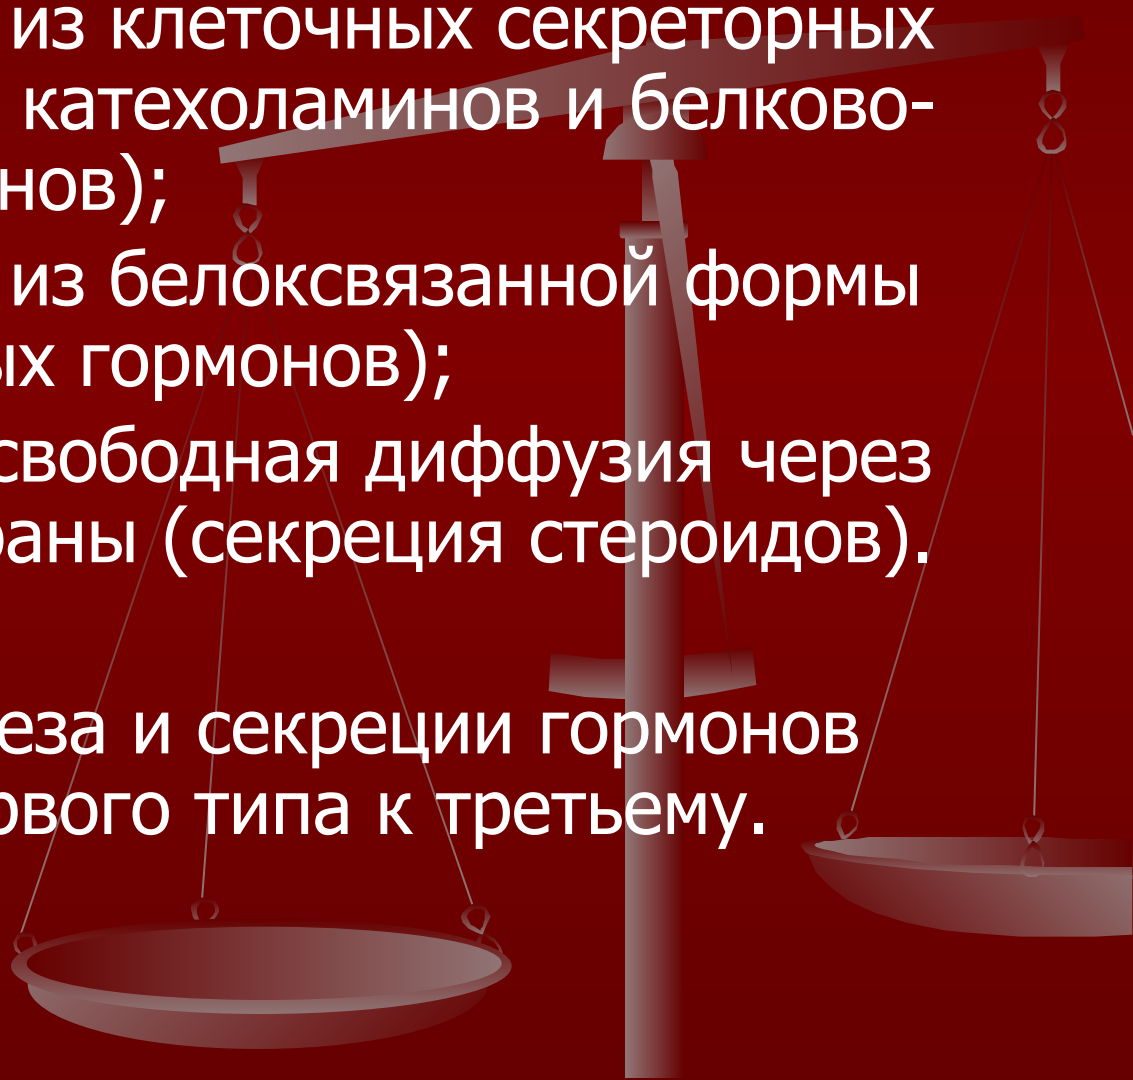 из клеточных секреторных
катехоламинов и белково-
нов);
из белоксвязанной формы
ых гормонов);
свободная диффузия через
раны (секреция стероидов).
еза и секреции гормонов
рвого типа к третьему.